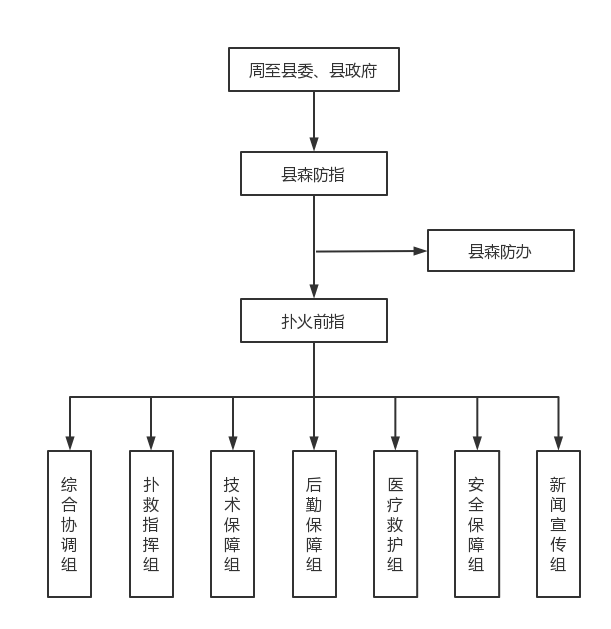 周至县委、县政府
县森防指
县森防办
扑火前指
综合协调组
扑救指挥组
技术保障组
后勤保障组
医疗救护组
安全保障组
新闻宣传组